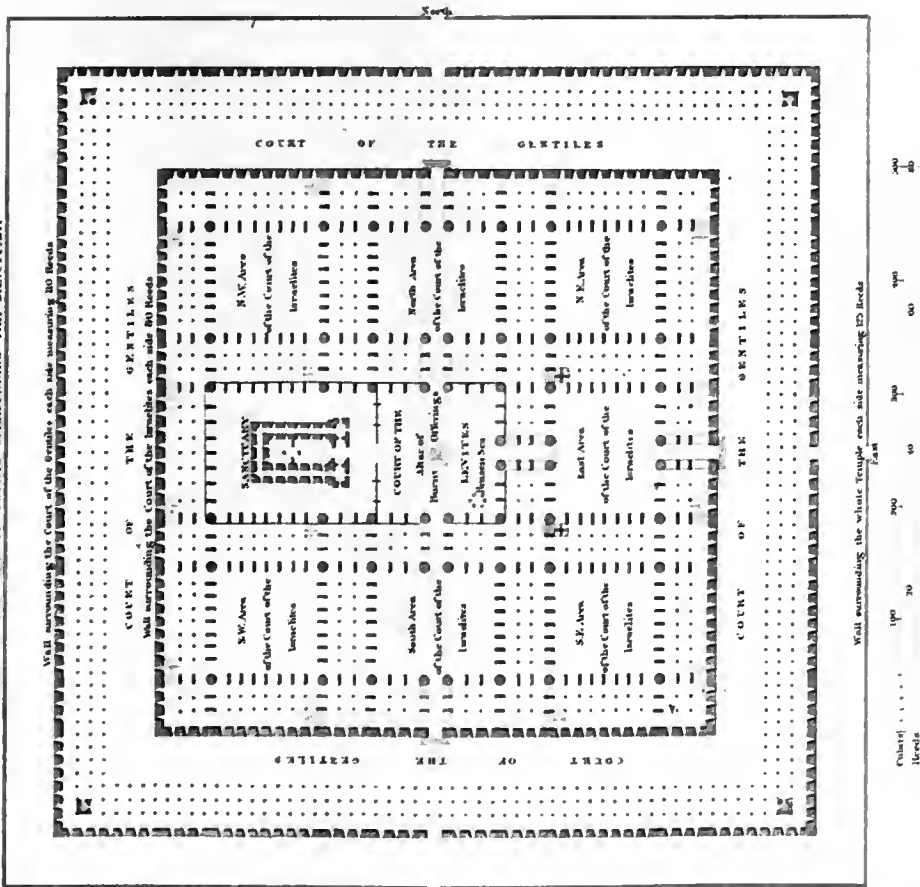 North
COURT OF THE GENTILES
Wall surrounding the Court of the Gentiles each side measuring 110 Reeds
COURT OF THE GENTILES
Wall surrounding the Court of the Israelites each side 80 Reeds
N.W. Area
of the Court of the
Israelites
North Area
of the Court of the
Israelites
N.E. Area
of the Court of the
Israelites
SANCTUARY
COURT OF THE
Altar of
Burnt Offerings
LEVITES
Brazen Sea
East Area
of the Court of the
Israelites
S.W. Area
of the Court of the
Israelites
South Area
of the Court of the
Israelites
S.E. Area
of the Court of the
Israelites
COURT OF THE GENTILES
COURT OF THE GENTILES
Wall surrounding the whole Temple each side measuring 125 Reeds
East
Cubits 100 200 300 400 500
Reeds 20 40 60 80